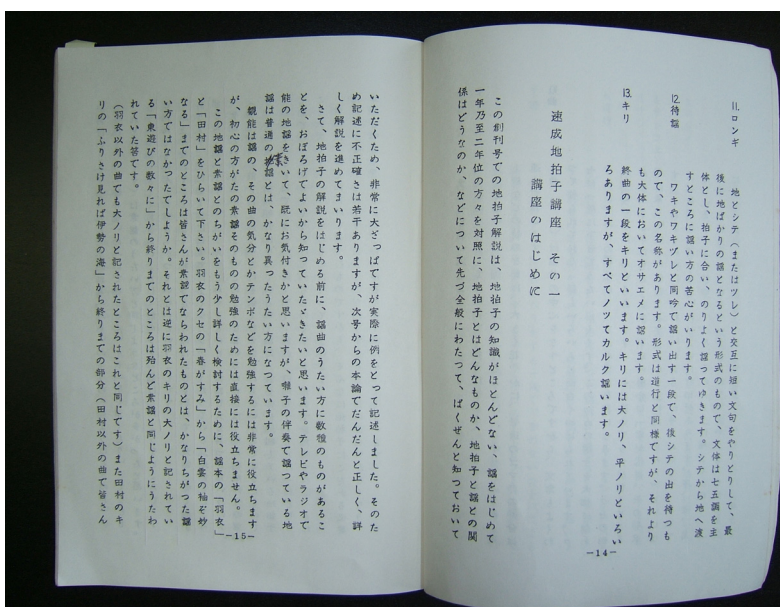 11. ロンギ
地とシテ(またはツレ)と交互に短い文句をやりとりして、最
後に地ばかりの謡となるという形式のもので、文体は七五調を主
体とし、拍子に合い、のりよく謡ってゆきます。シテから地へ渡
すところに謡い方の苦心がいります。
12. 待謡
ワキやワキヅレと同吟で謡い出す一段で、後シテの出を待つも
ので、この名称があります。形式は道行と同様ですが、それより
も大体においてオサエメに謡います。
13. キリ
終曲の一段をキリといいます。キリには大ノリ、平ノリといろい
ろありますが、すべてノッてカルク謡います。
速成地拍子講座 その一
講座のはじめに
この創刊号での地拍子解説は、地拍子の知識がほとんどない、謡をはじめて
一年乃至二年位の方々を対照に、地拍子とはどんなものか、地拍子と謡との関
係はどうなのか、などについて先づ全般にわたって、ばくぜんと知っておいて
-14-
いただくため、非常に大ざっぱですが実際に例をとって記述しました。そのた
め記述に不正確さは若干ありますが、次号からの本論でだんだんと正しく、詳
しく解説を進めてまいります。
さて、地拍子の解説をはじめる前に、謡曲のうたい方に数種のものがあるこ
とを、おぼろげでよいから知っていたゞきたいと思います。テレビやラジオで
能の地謡をきいて、既にお気付きかと思いますが、囃子の伴奏で謡っている地
謡は普通の素謡とは、かなり異ったうたい方になっています。
観能は謡の、その曲の気分とかテンポなどを勉強するには非常に役立ちます
が、初心の方がたの素謡そのものの勉強のためには直接には役立ちません。
この地謡と素謡とのちがいをもう少し詳しく検討するために、謡本の「羽衣」
と「田村」をひらいて下さい。羽衣のクセの「春がすみ」から「白雲の袖ぞ妙
なる」までのところは皆さんが素謡でならわれたものとは、かなりちがった謡
い方ではなかったでしょうか。それとは逆に羽衣のキリの大ノリと記されてい
る「東遊びの数々に」から終りまでのところは殆んど素謡と同じようにうたわ
れていた筈です。
(羽衣以外の曲でも大ノリと記されたところはこれと同じです)また田村のキ
リの「ふりさけ見れば伊勢の海」から終りまでの部分(田村以外の曲で皆さん
-15-